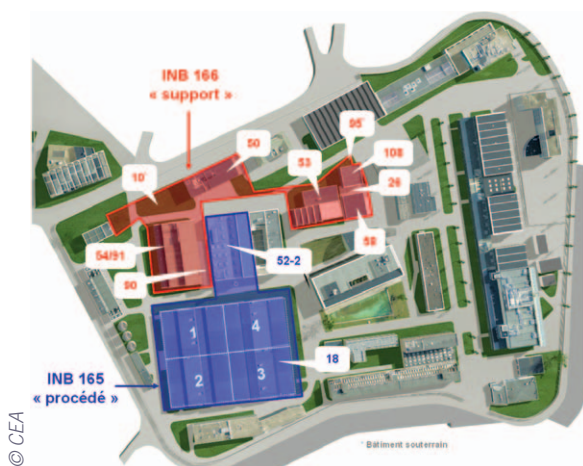 INB 166
« support »
50
95*
10*
53
108
26
54/91
52-2
58
90
1
4
18
INB 165
« procédé »
2
3
* Bâtiment souterrain
© CEA